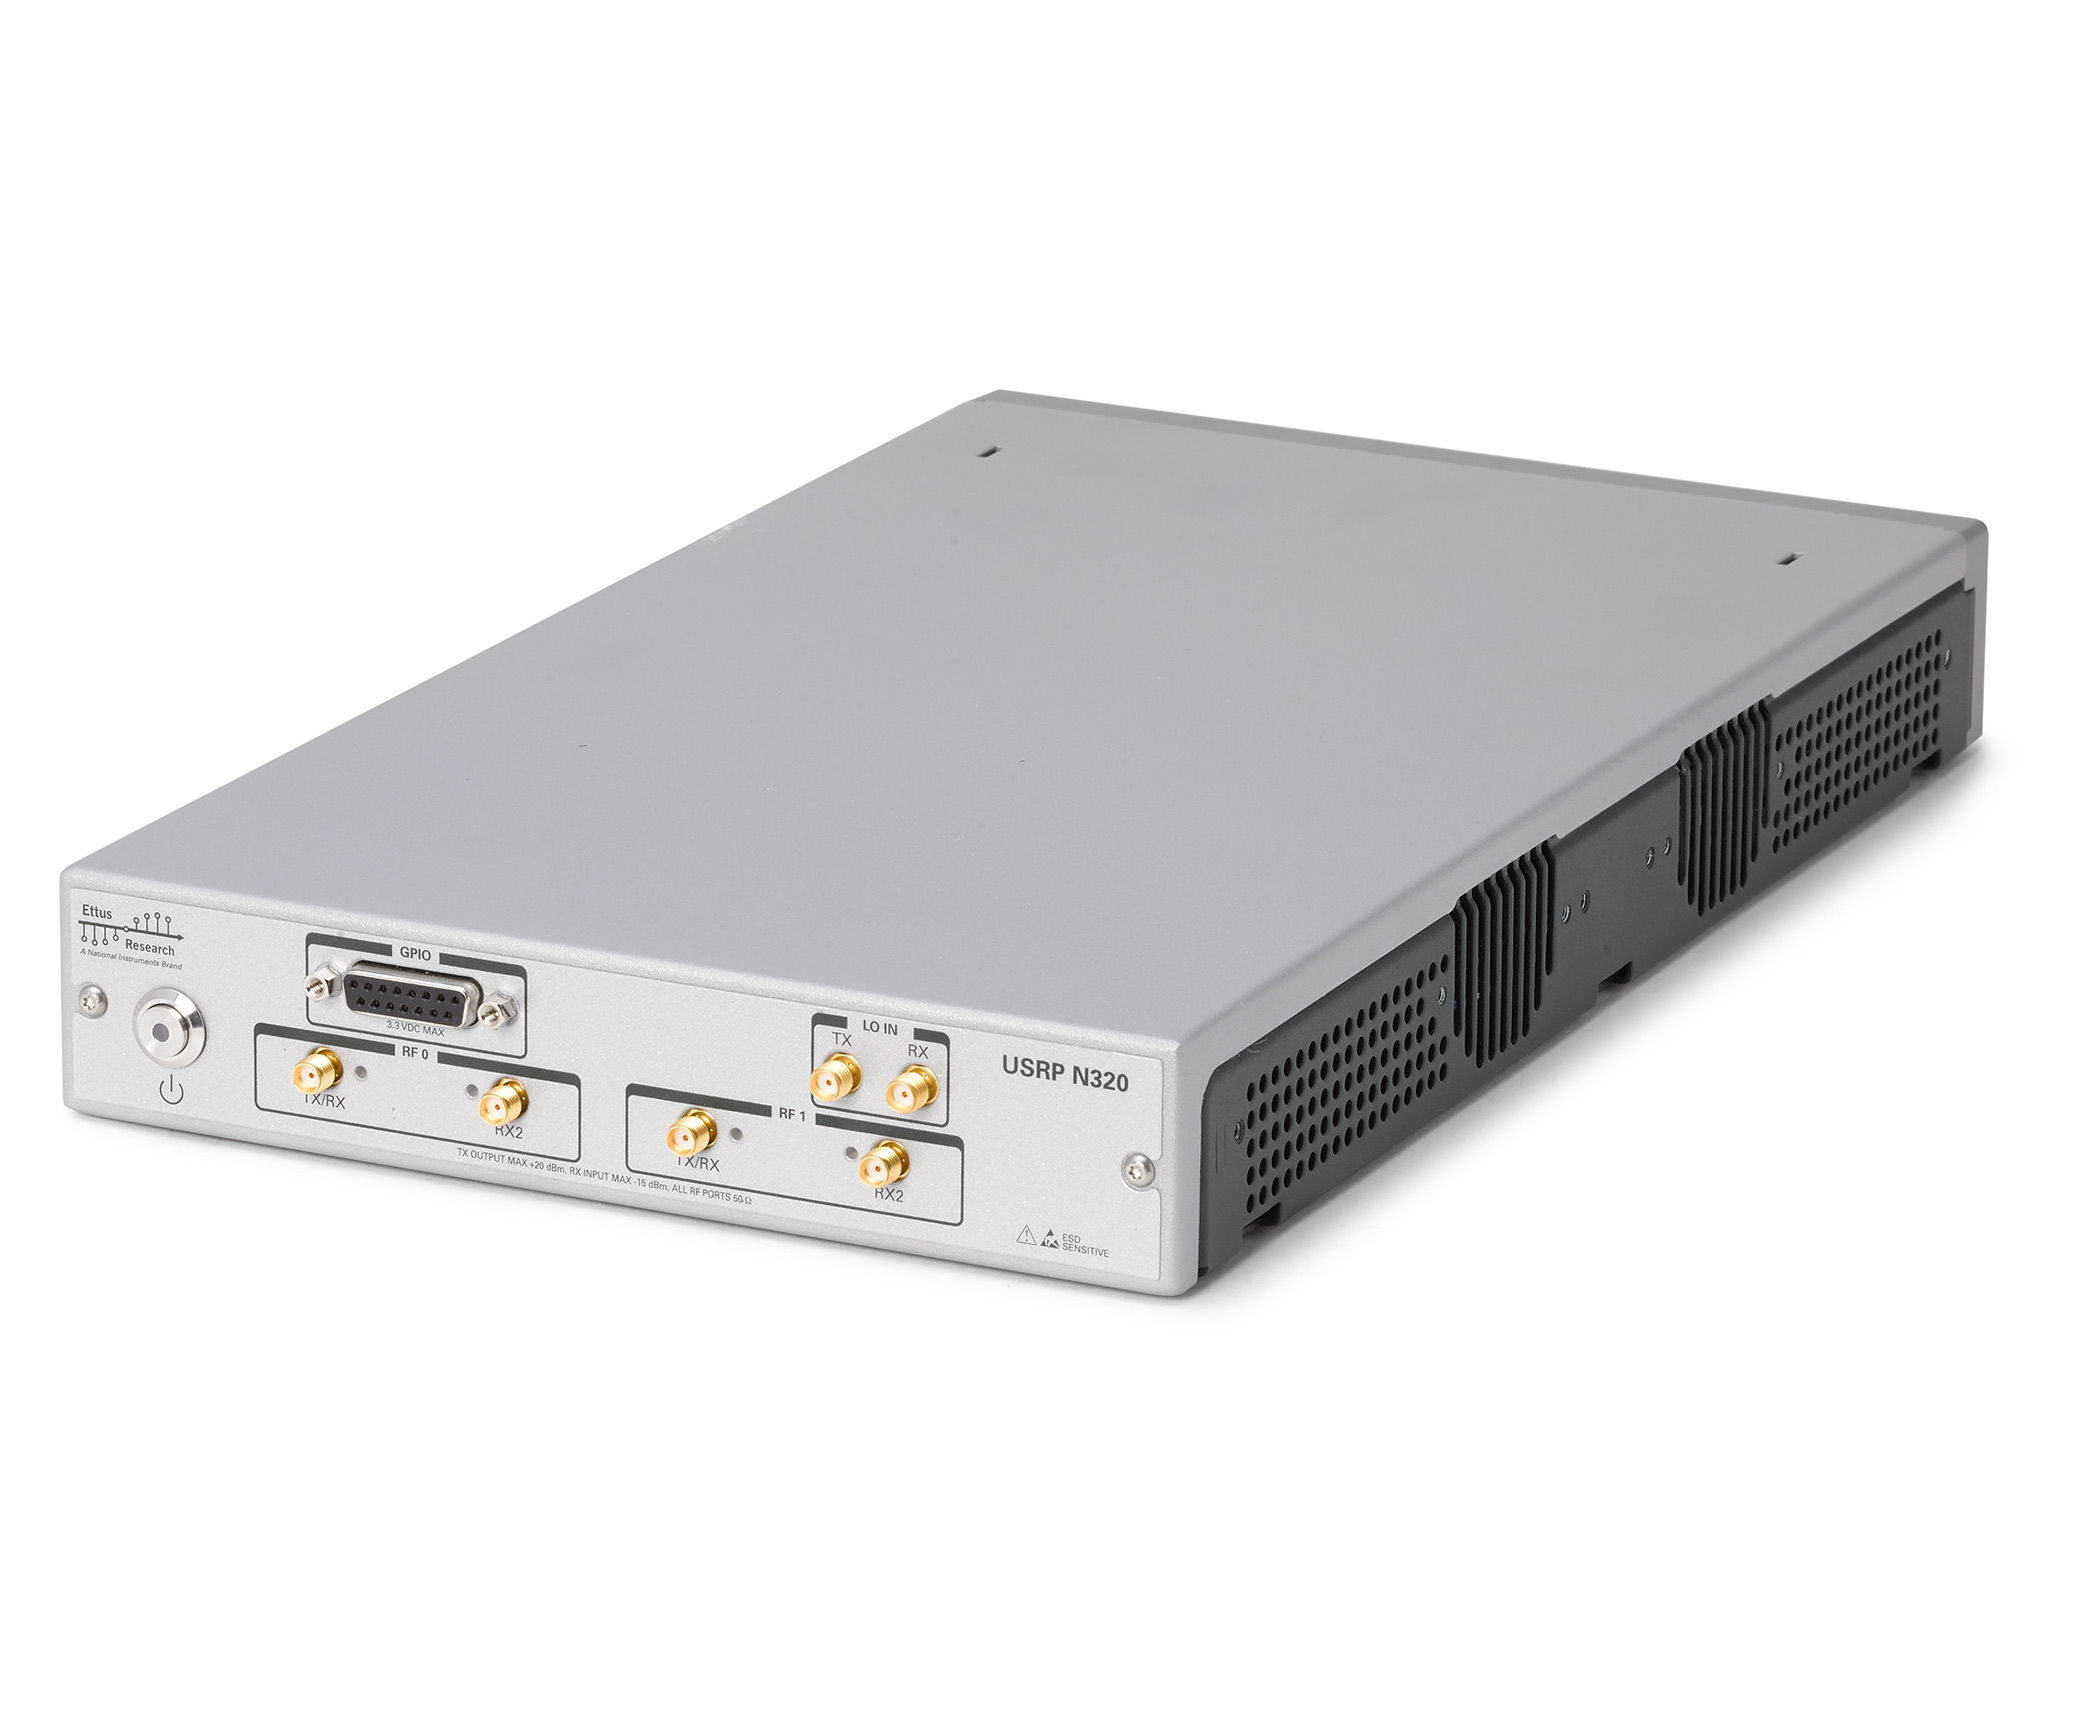 Ettus
Research
A National Instruments Brand
GPIO
3.3 VDC MAX
RF 0
TX/RX
RX2
LO IN
TX
RX
USRP N320
RF 1
TX/RX
RX2
TX OUTPUT MAX +20 dBm, RX INPUT MAX -15 dBm, ALL RF PORTS 50 Ω
ESD
SENSITIVE